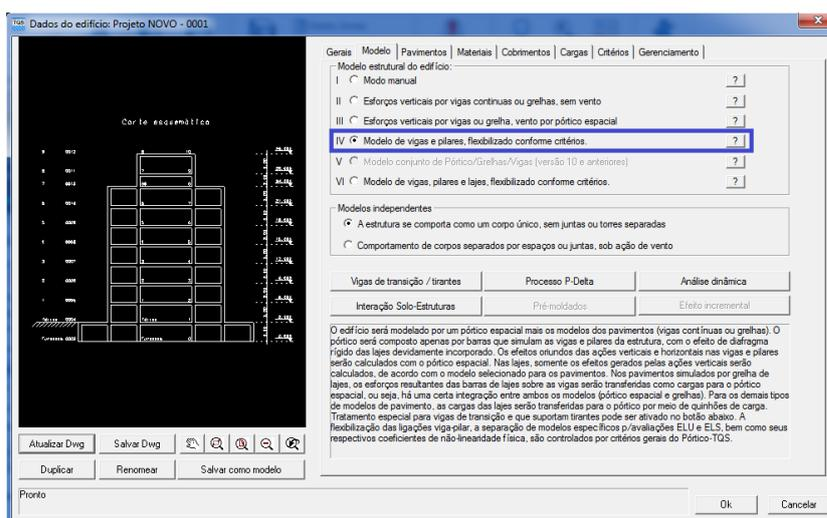 TQS Dados do edifício: Projeto NOVO - 0001
Gerais Modelo Pavimentos Materiais Cobrimentos Cargas Critérios Gerenciamento
Modelo estrutural do edifício:
I Modo manual ?
II Esforços verticais por vigas contínuas ou grelhas, sem vento ?
III Esforços verticais por vigas ou grelha, vento por pórtico espacial ?
IV Modelo de vigas e pilares, flexibilizado conforme critérios. ?
V Modelo conjunto de Pórtico/Grelhas/Vigas (versão 10 e anteriores) ?
VI Modelo de vigas, pilares e lajes, flexibilizado conforme critérios. ?
Modelos independentes
A estrutura se comporta como um corpo único, sem juntas ou torres separadas
Comportamento de corpos separados por espaços ou juntas, sob ação de vento
Vigas de transição / tirantes Processo P-Delta Análise dinâmica
Interação Solo-Estruturas Pré-moldados Efeito incremental
O edifício será modelado por um pórtico espacial mais os modelos dos pavimentos (vigas contínuas ou grelhas). O
pórtico será composto apenas por barras que simulam as vigas e pilares da estrutura, com o efeito de diafragma
rígido das lajes devidamente incorporado. Os efeitos oriundos das ações verticais e horizontais nas vigas e pilares
serão calculados com o pórtico espacial. Nas lajes, somente os efeitos gerados pelas ações verticais serão
calculados, de acordo com o modelo selecionado para os pavimentos. Nos pavimentos simulados por grelha de
lajes, os esforços resultantes das barras de lajes sobre as vigas serão transferidas como cargas para o pórtico
espacial, ou seja, há uma certa integração entre ambos os modelos (pórtico espacial e grelhas). Para os demais tipos
de modelos de pavimento, as cargas das lajes serão transferidas para o pórtico por meio de quinhões de carga.
Tratamento especial para vigas de transição e que suportam tirantes pode ser ativado no botão abaixo. A
flexibilização das ligações viga-pilar, a separação de modelos específicos p/avaliações ELU e ELS, bem como seus
respectivos coeficientes de não-linearidade física, são controlados por critérios gerais do Pórtico-TQS.
Corte esquemático
Atualizar Dwg Salvar Dwg
Duplicar Renomear Salvar como modelo
Pronto
Ok Cancelar